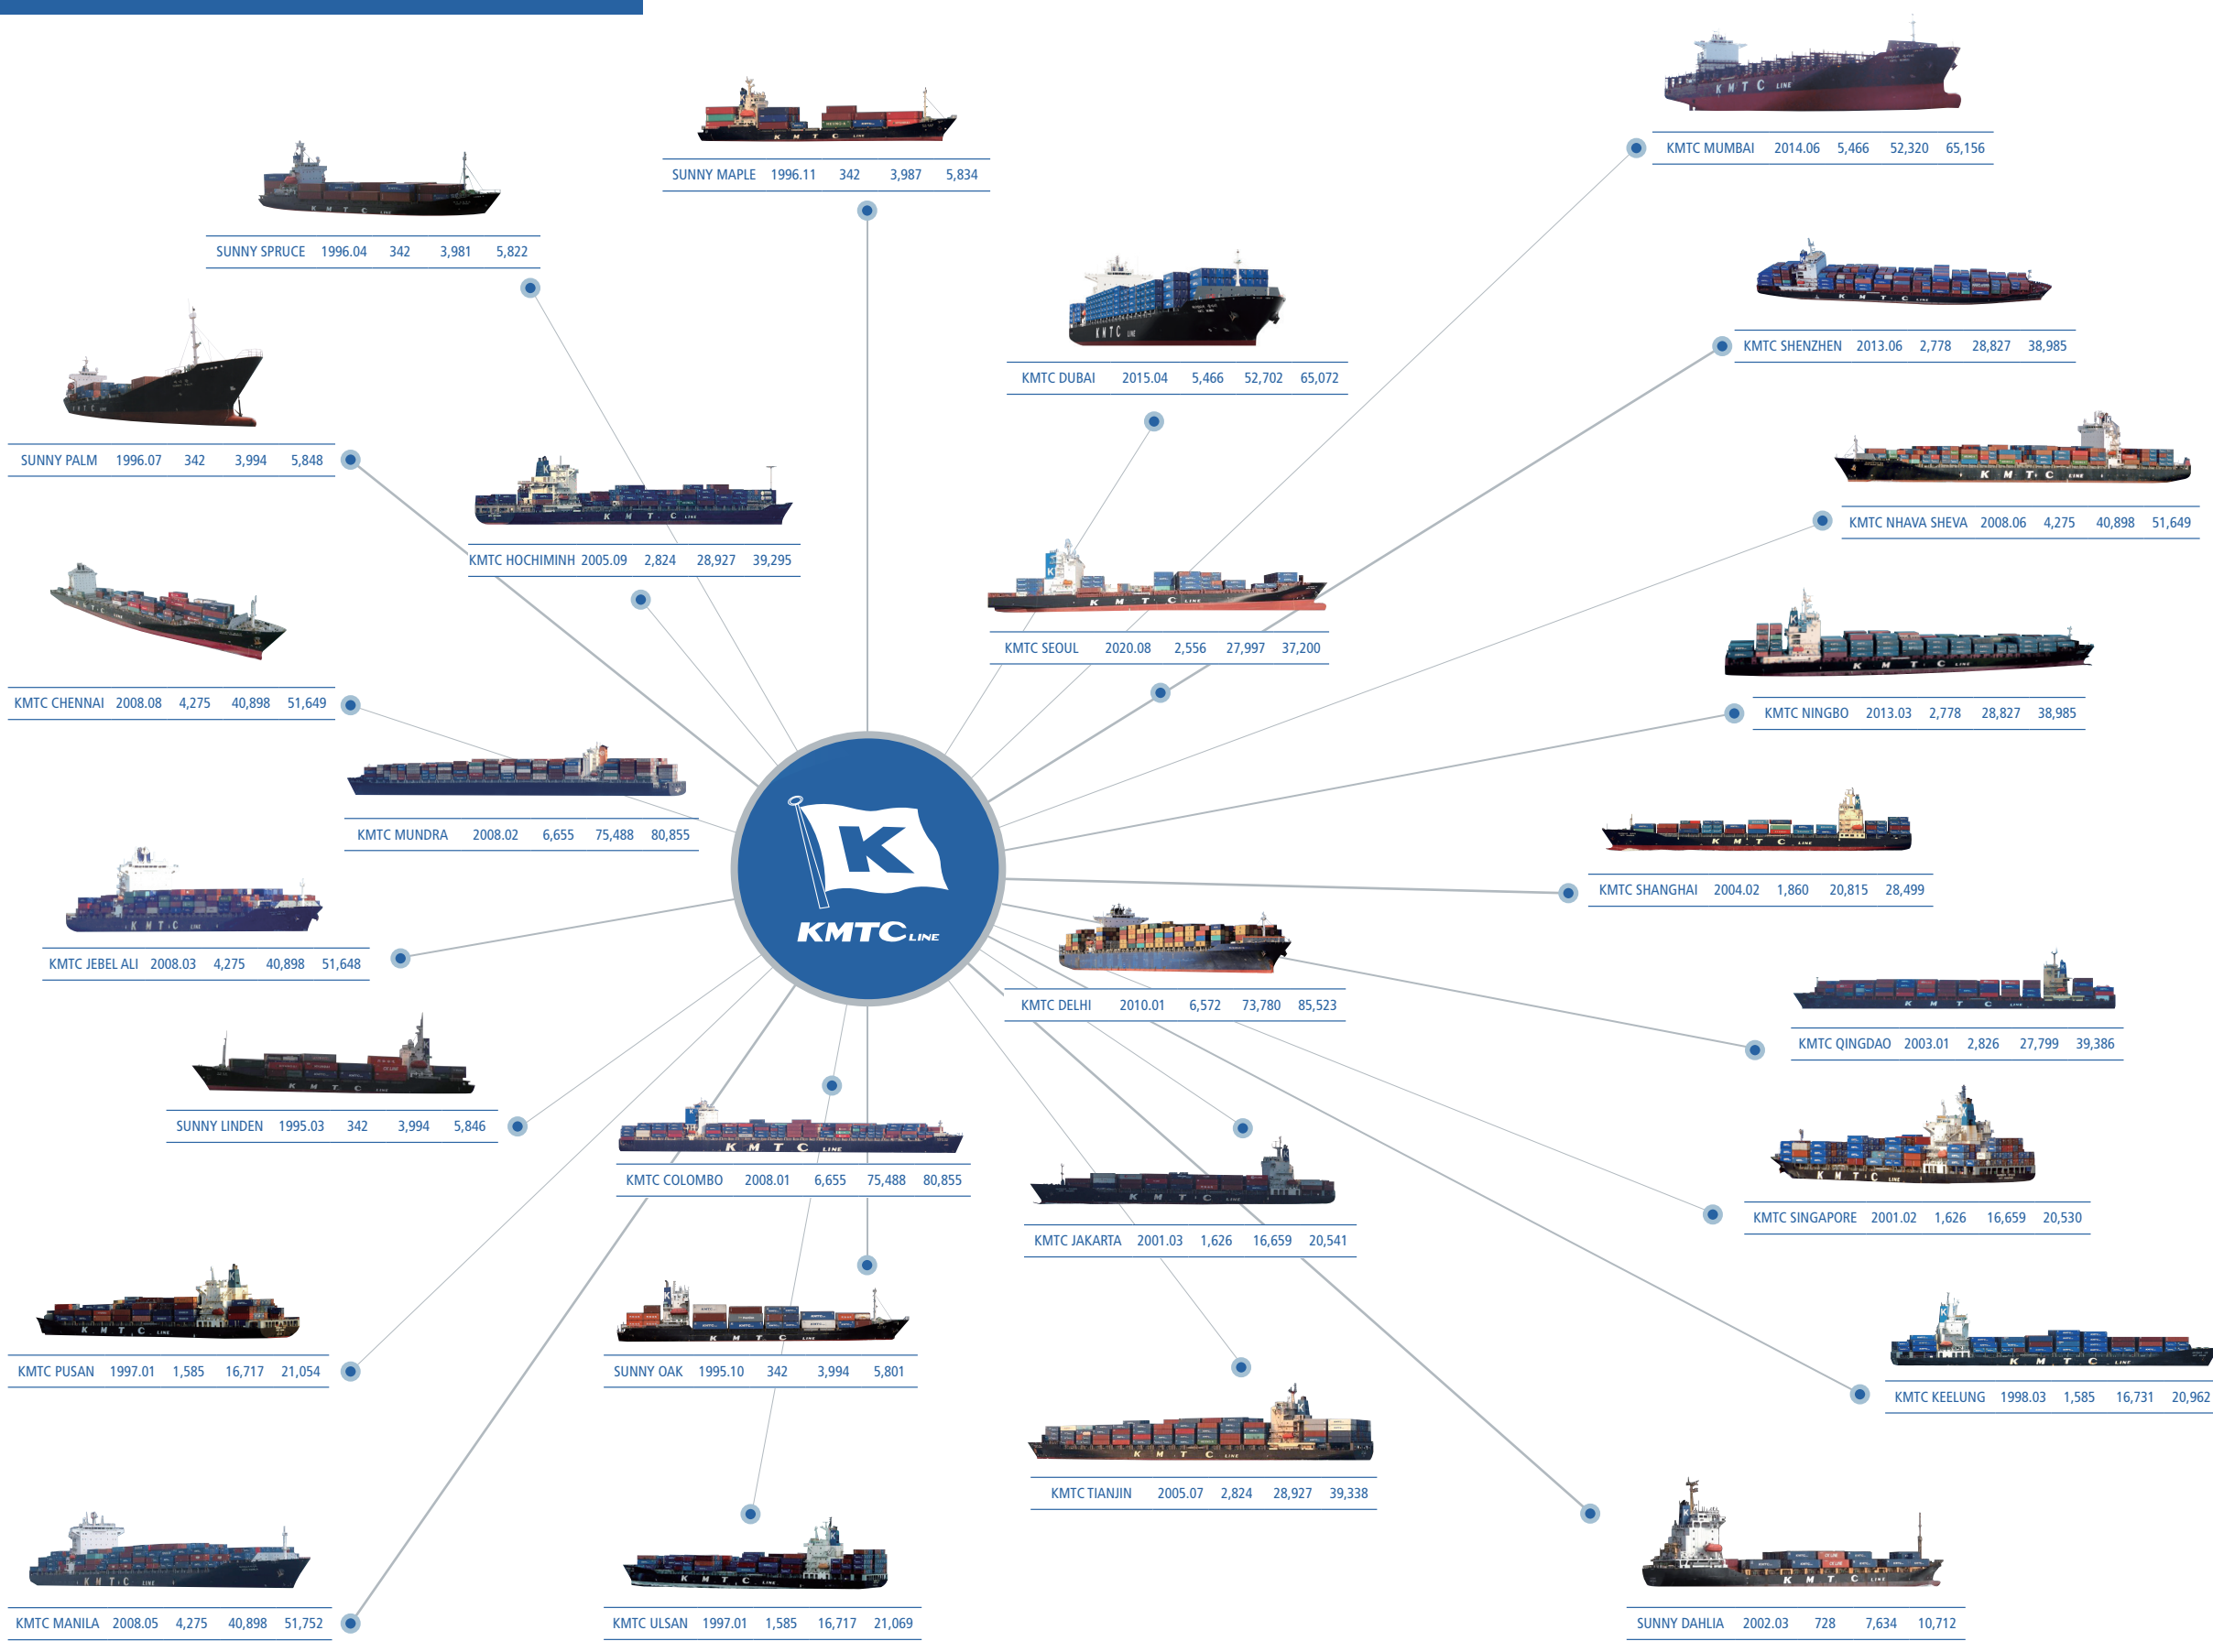 KMTC MUMBAI 2014.06 5,466 52,320 65,156
SUNNY MAPLE 1996.11 342 3,987 5,834
SUNNY SPRUCE 1996.04 342 3,981 5,822
KMTC SHENZHEN 2013.06 2,778 28,827 38,985
KMTC DUBAI 2015.04 5,466 52,702 65,072
SUNNY PALM 1996.07 342 3,994 5,848
KMTC NHAVA SHEVA 2008.06 4,275 40,898 51,649
KMTC HOCHIMINH 2005.09 2,824 28,927 39,295
KMTC SEOUL 2020.08 2,556 27,997 37,200
KMTC CHENNAI 2008.08 4,275 40,898 51,649
KMTC NINGBO 2013.03 2,778 28,827 38,985
KMTC MUNDRA 2008.02 6,655 75,488 80,855
K
KMTC LINE
KMTC SHANGHAI 2004.02 1,860 20,815 28,499
KMTC JEBEL ALI 2008.03 4,275 40,898 51,648
KMTC DELHI 2010.01 6,572 73,780 85,523
KMTC QINGDAO 2003.01 2,826 27,799 39,386
SUNNY LINDEN 1995.03 342 3,994 5,846
KMTC COLOMBO 2008.01 6,655 75,488 80,855
KMTC SINGAPORE 2001.02 1,626 16,659 20,530
KMTC JAKARTA 2001.03 1,626 16,659 20,541
KMTC PUSAN 1997.01 1,585 16,717 21,054
SUNNY OAK 1995.10 342 3,994 5,801
KMTC KEELUNG 1998.03 1,585 16,731 20,962
KMTC TIANJIN 2005.07 2,824 28,927 39,338
KMTC MANILA 2008.05 4,275 40,898 51,752
KMTC ULSAN 1997.01 1,585 16,717 21,069
SUNNY DAHLIA 2002.03 728 7,634 10,712